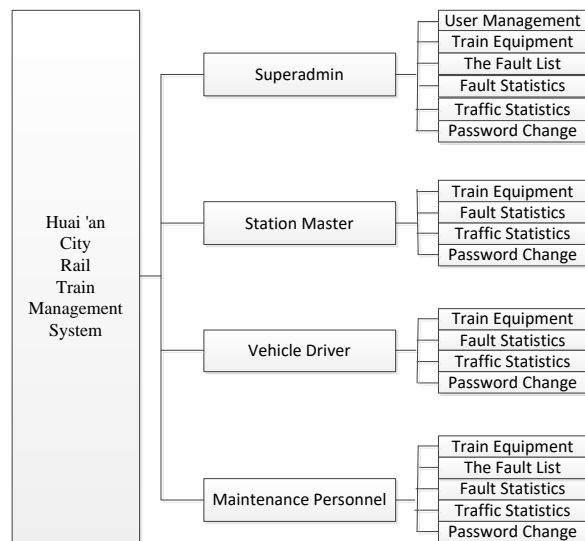 Huai 'an
City
Rail
Train
Management
System
Superadmin
User Management
Train Equipment
The Fault List
Fault Statistics
Traffic Statistics
Password Change
Station Master
Train Equipment
Fault Statistics
Traffic Statistics
Password Change
Vehicle Driver
Train Equipment
Fault Statistics
Traffic Statistics
Password Change
Maintenance Personnel
Train Equipment
The Fault List
Fault Statistics
Traffic Statistics
Password Change